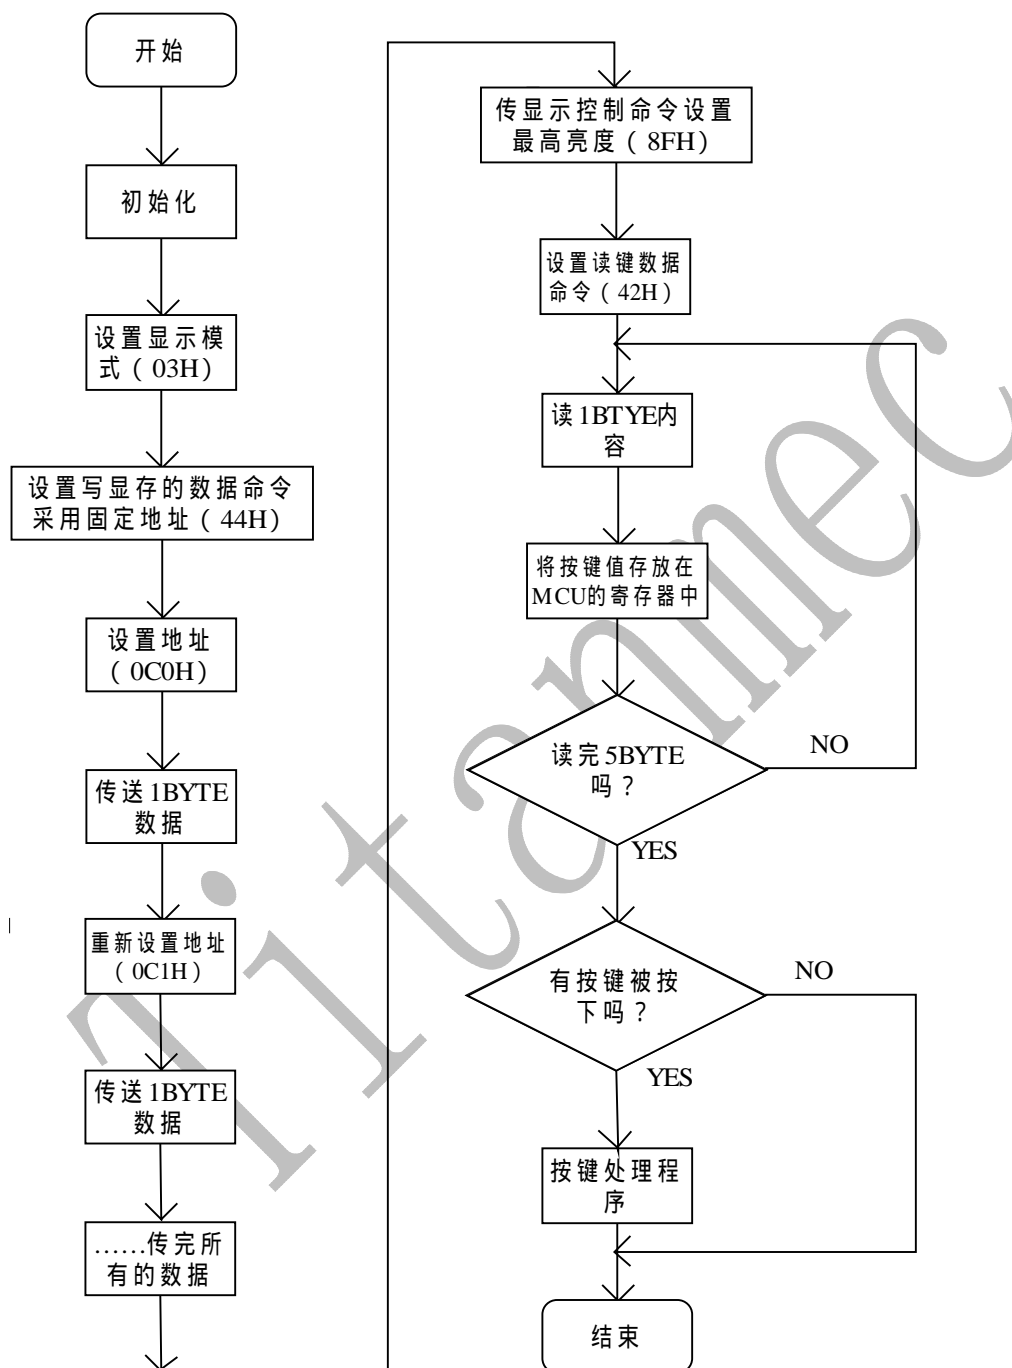 开始
初始化
设置显示模
式(03H)
设置写显存的数据命令
采用固定地址(44H)
设置地址
(0C0H)
传送1BYTE
数据
重新设置地址
(0C1H)
传送1BYTE
数据
......传完所
有的数据
传显示控制命令设置
最高亮度(8FH)
设置读键数据
命令(42H)
读1BTYE内
容
将按键值存放在
MCU的寄存器中
读完5BYTE
吗?
NO
YES
有按键被按
下吗?
NO
YES
按键处理程
序
结束
Titanmec